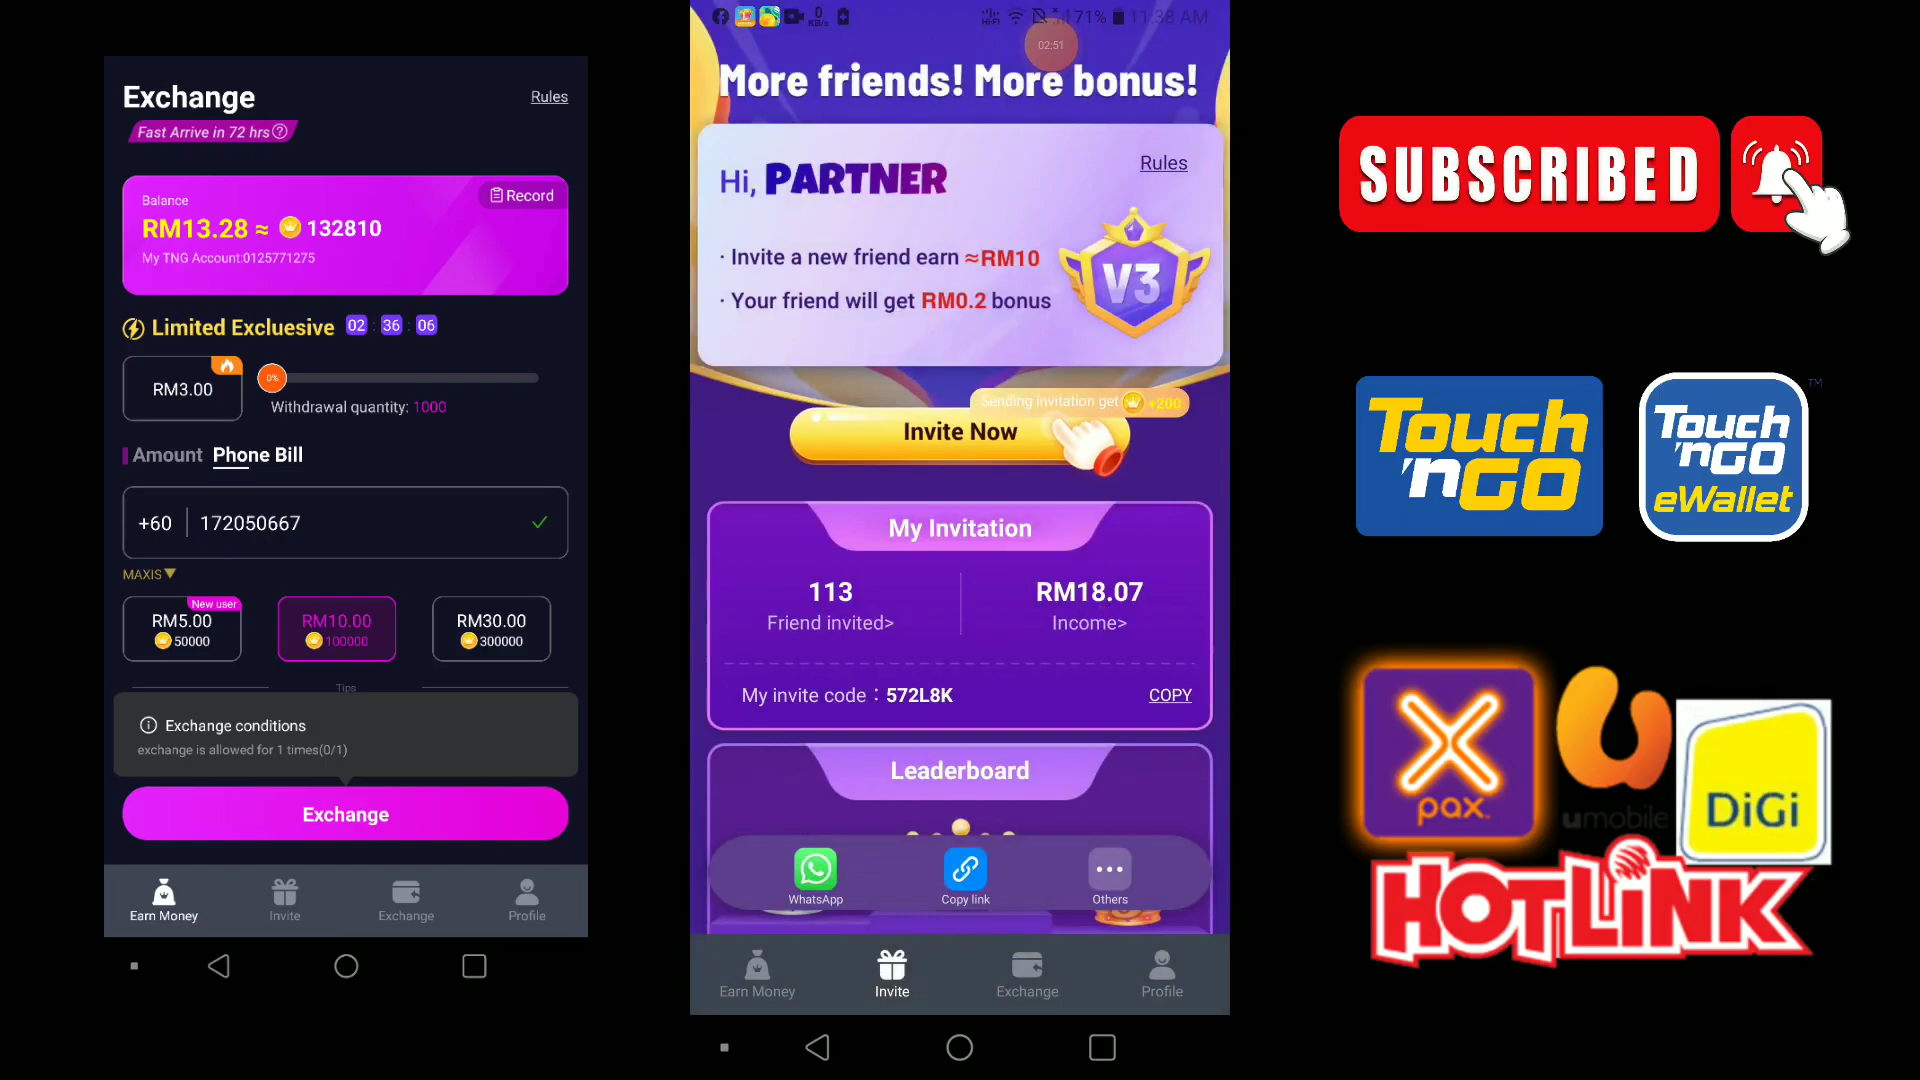 Exchange
Rules
Fast Arrive in 72 hrs
Balance
Record
RM13.28 ≈ 132810
My TNG Account:0125771275
Limited Excluesive 02 : 36 : 06
RM3.00
0%
Withdrawal quantity: 1000
Amount Phone Bill
+60 172050667
MAXIS
New user
RM5.00
50000
RM10.00
100000
RM30.00
300000
Tips
Exchange conditions
exchange is allowed for 1 times(0/1)
Exchange
Earn Money
Invite
Exchange
Profile
0
KB/s
HiFi
71% 11:38 AM
02:51
More friends! More bonus!
Hi, PARTNER
Rules
· Invite a new friend earn ≈RM10
· Your friend will get RM0.2 bonus
V3
Sending invitation get +200
Invite Now
My Invitation
113
Friend invited>
RM18.07
Income>
My invite code：572L8K
COPY
Leaderboard
WhatsApp
Copy link
Others
Earn Money
Invite
Exchange
Profile
SUBSCRIBED
Touch
'nGO
Touch
'nGO
eWallet
TM
X
pax
U
umobile
DiGi
HOTLINK